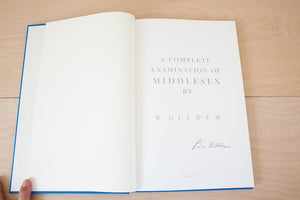 A COMPLETE
EXAMINATION OF
MIDDLESEX
BY
B. GILDEN